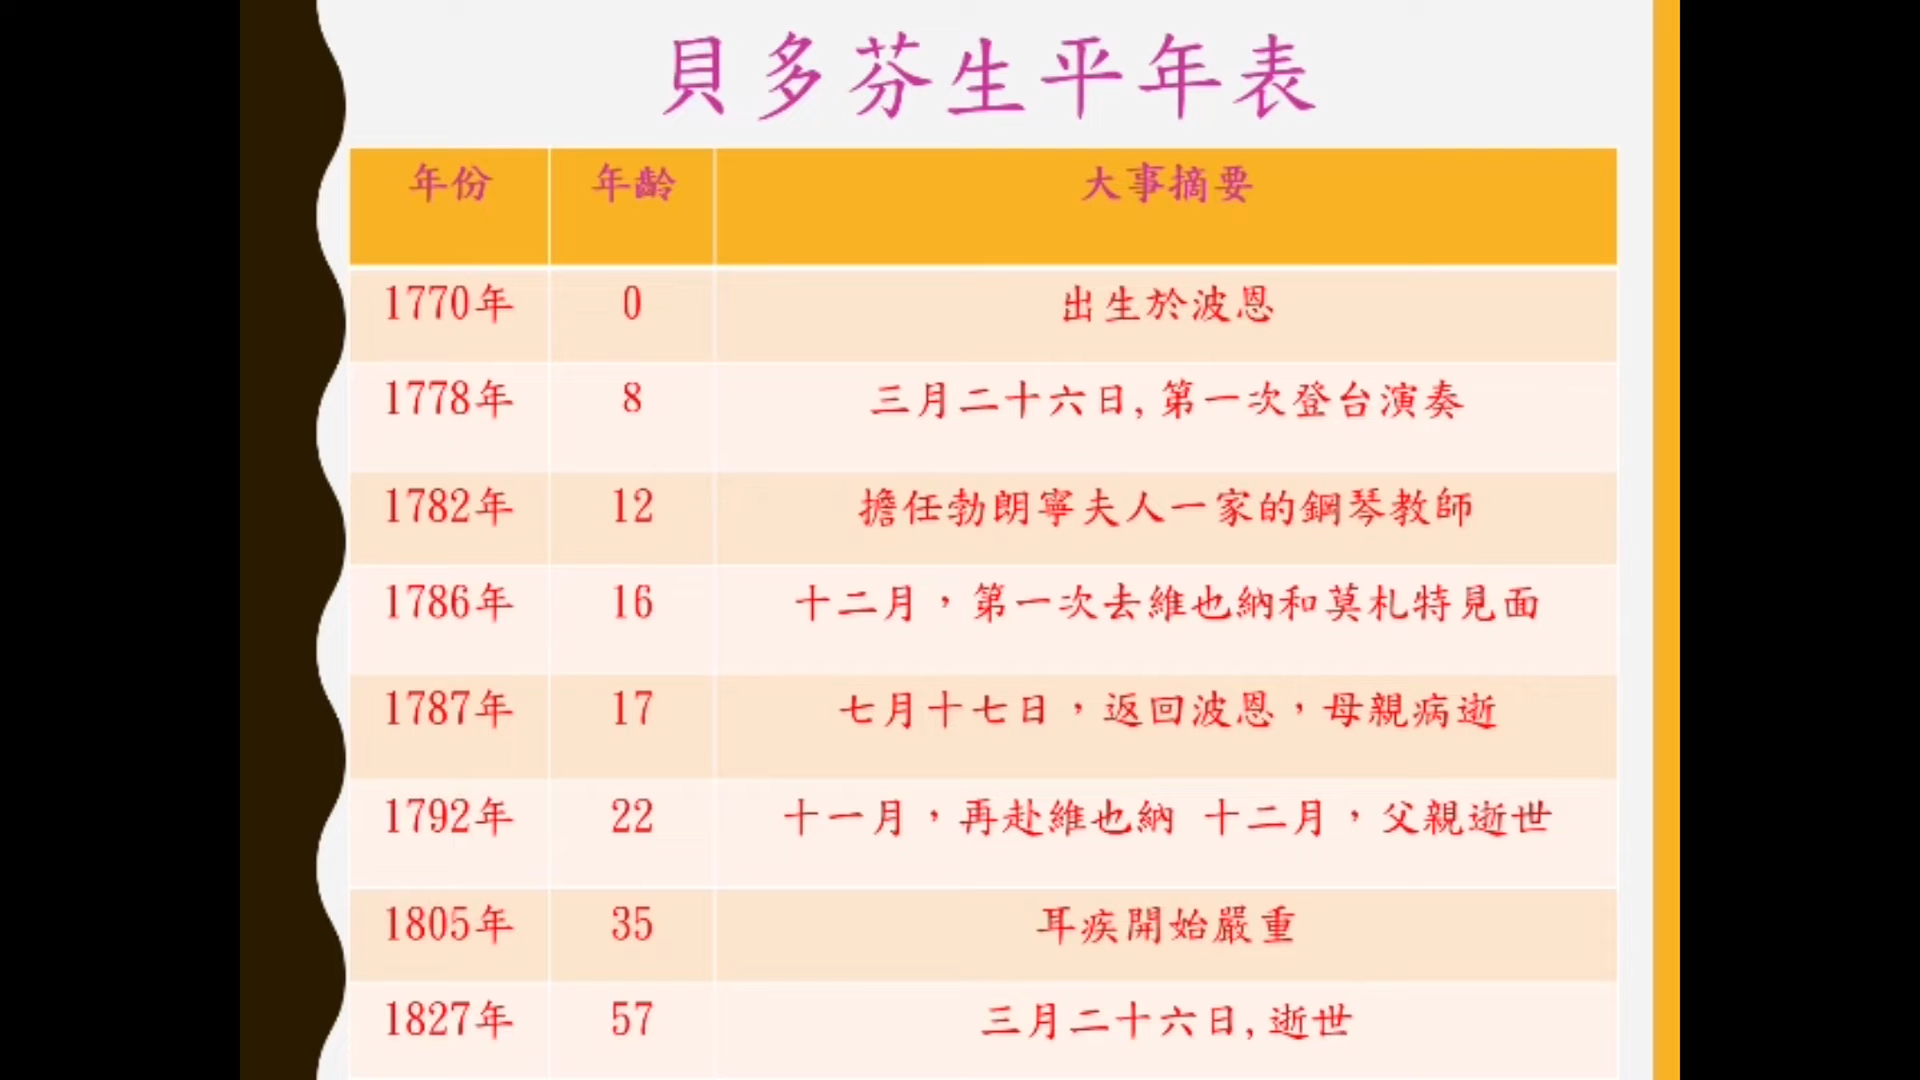 貝多芬生平年表
年份 年齡 大事摘要
1770年 0 出生於波恩
1778年 8 三月二十六日,第一次登台演奏
1782年 12 擔任勃朗寧夫人一家的鋼琴教師
1786年 16 十二月，第一次去維也納和莫札特見面
1787年 17 七月十七日，返回波恩，母親病逝
1792年 22 十一月，再赴維也納 十二月，父親逝世
1805年 35 耳疾開始嚴重
1827年 57 三月二十六日,逝世